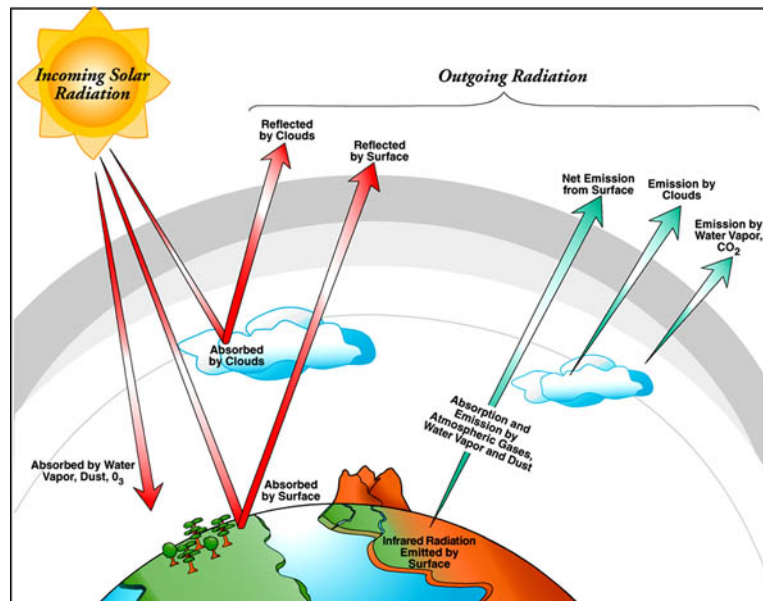 Incoming Solar
Radiation
Outgoing Radiation
Reflected
by Clouds
Reflected
by Surface
Net Emission
from Surface
Emission by
Clouds
Emission by
Water Vapor,
CO2
Absorbed
by Clouds
Absorption and
Emission by
Atmospheric Gases,
Water Vapor and Dust
Absorbed by Water
Vapor, Dust, 03
Absorbed
by Surface
Infrared Radiation
Emitted by
Surface